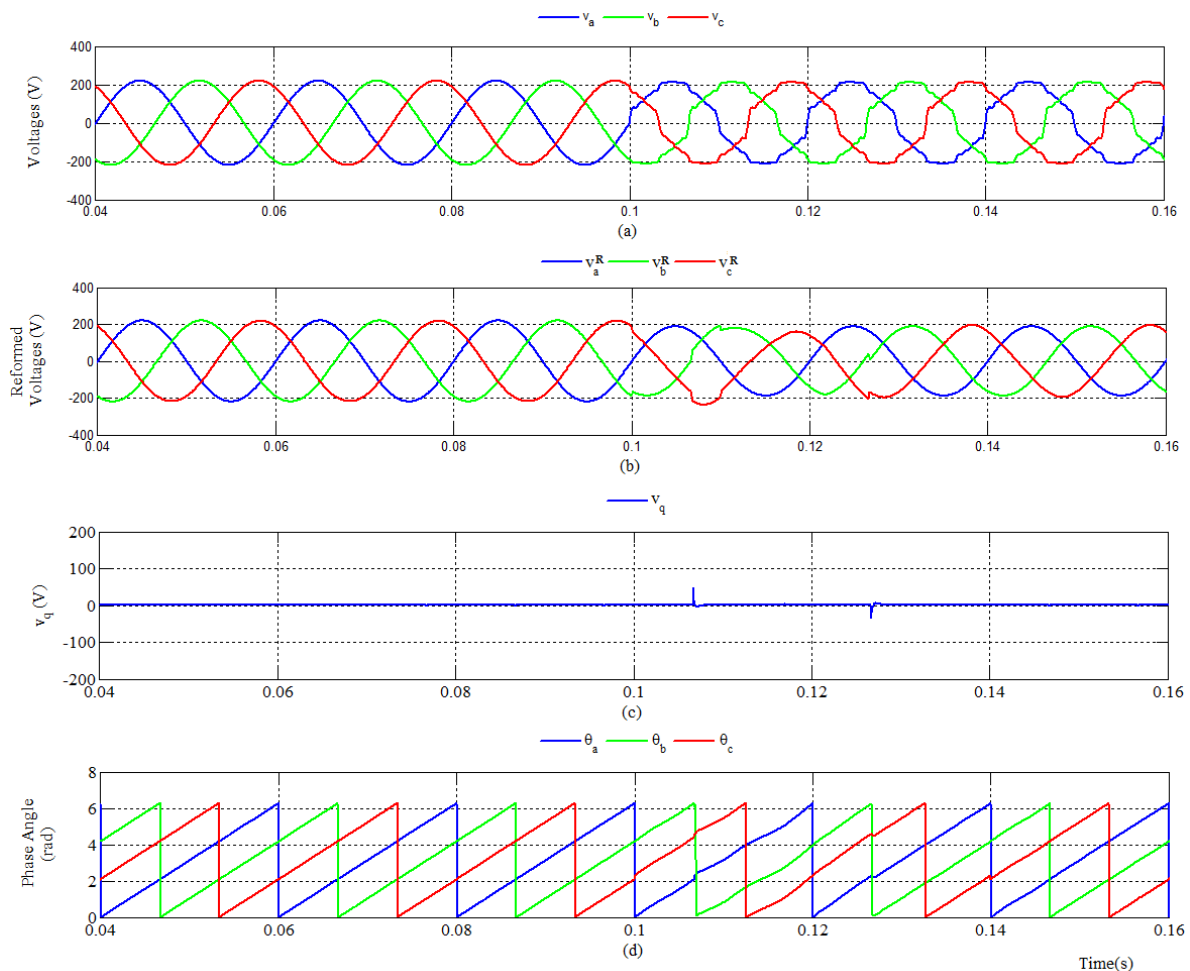 v_a v_b v_c
Voltages (V)
400
200
0
-200
-400
0.04 0.06 0.08 0.1 0.12 0.14 0.16
(a)
v_a^R v_b^R v_c^R
Reformed
Voltages (V)
400
200
0
-200
-400
0.04 0.06 0.08 0.1 0.12 0.14 0.16
(b)
v_q
v_q (V)
200
100
0
-100
-200
0.04 0.06 0.08 0.1 0.12 0.14 0.16
(c)
θ_a θ_b θ_c
Phase Angle
(rad)
8
6
4
2
0
0.04 0.06 0.08 0.1 0.12 0.14 0.16
(d)
Time(s)